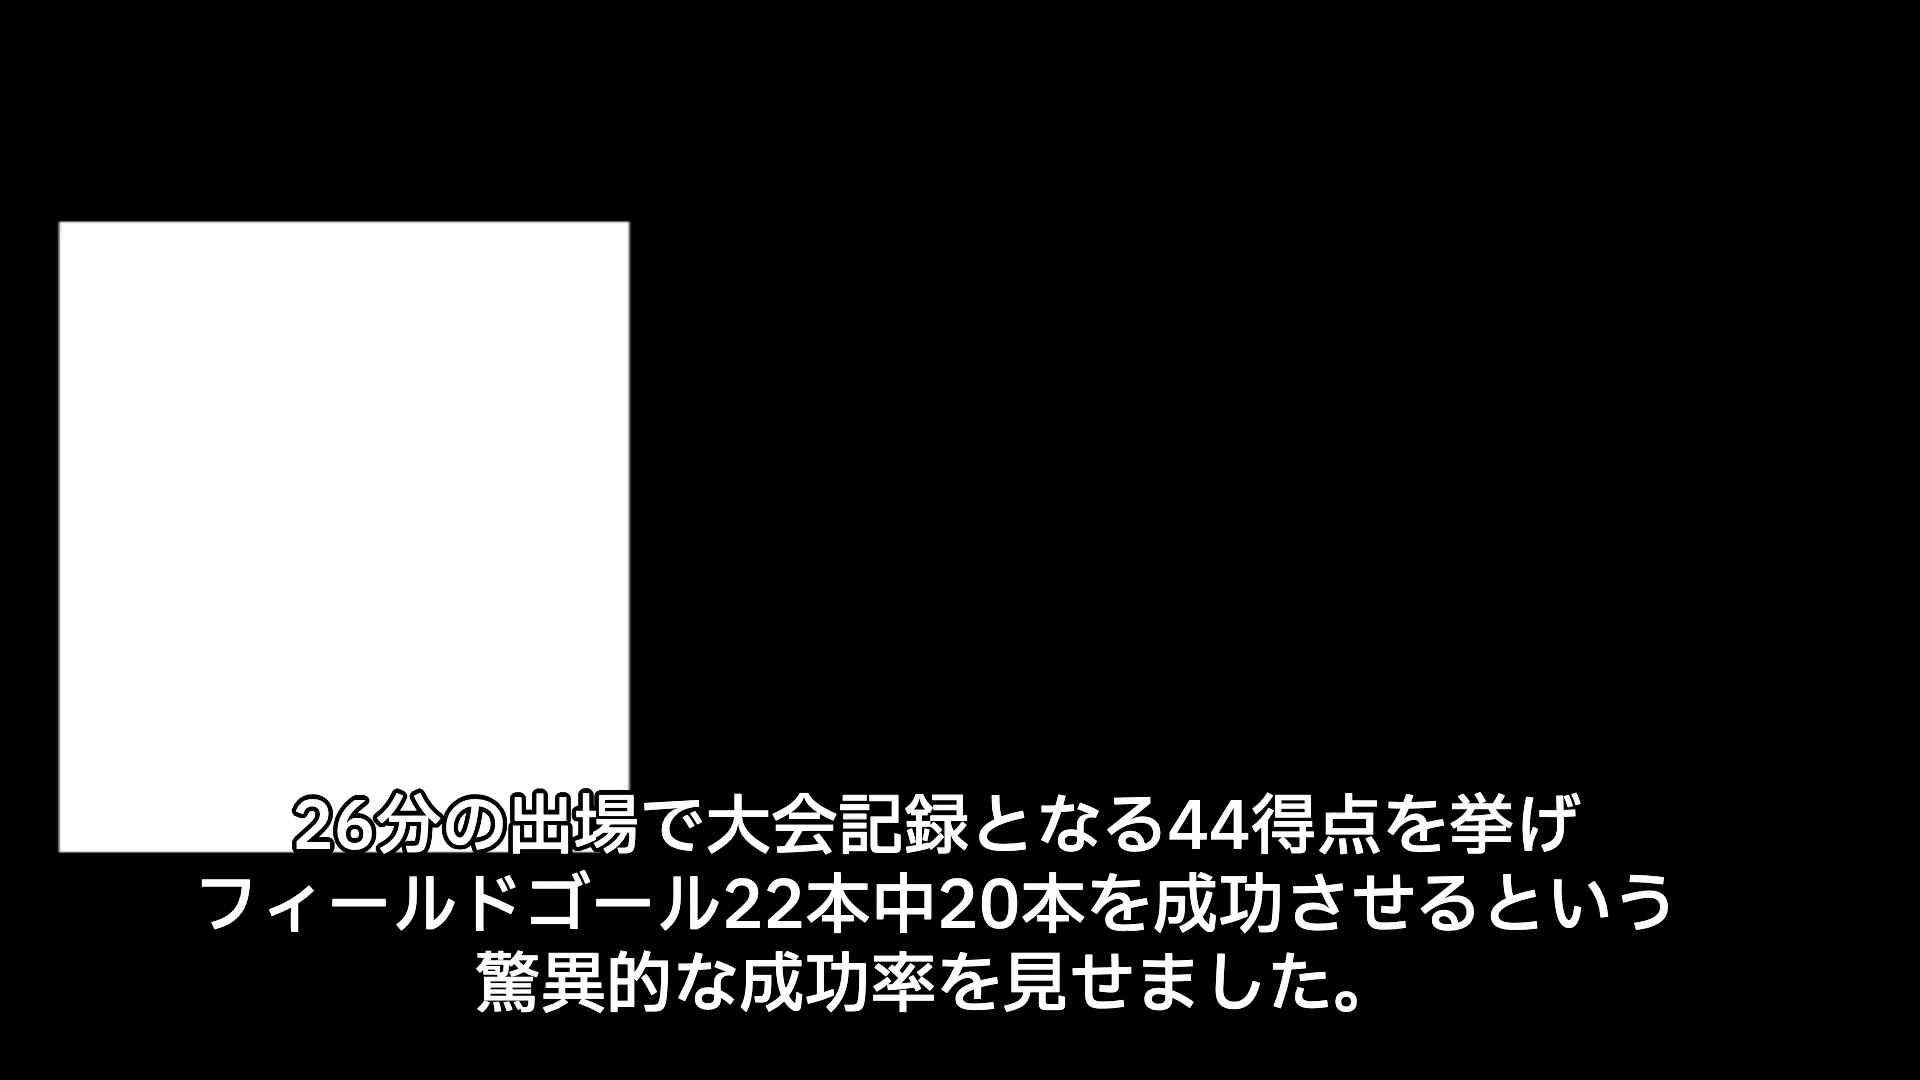 26分の出場で大会記録となる44得点を挙げ
フィールドゴール22本中20本を成功させるという
驚異的な成功率を見せました。